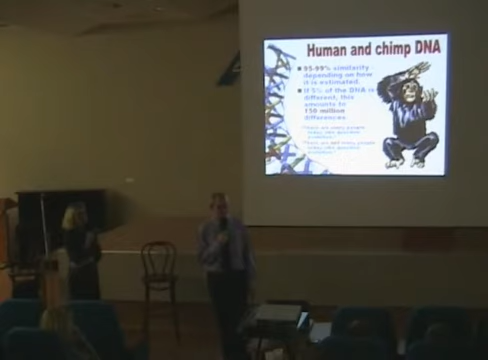 Human and chimp DNA
95-99% similarity
depending on how
it is estimated.
If 5% of the DNA is
different, this
amounts to
150 million
differences